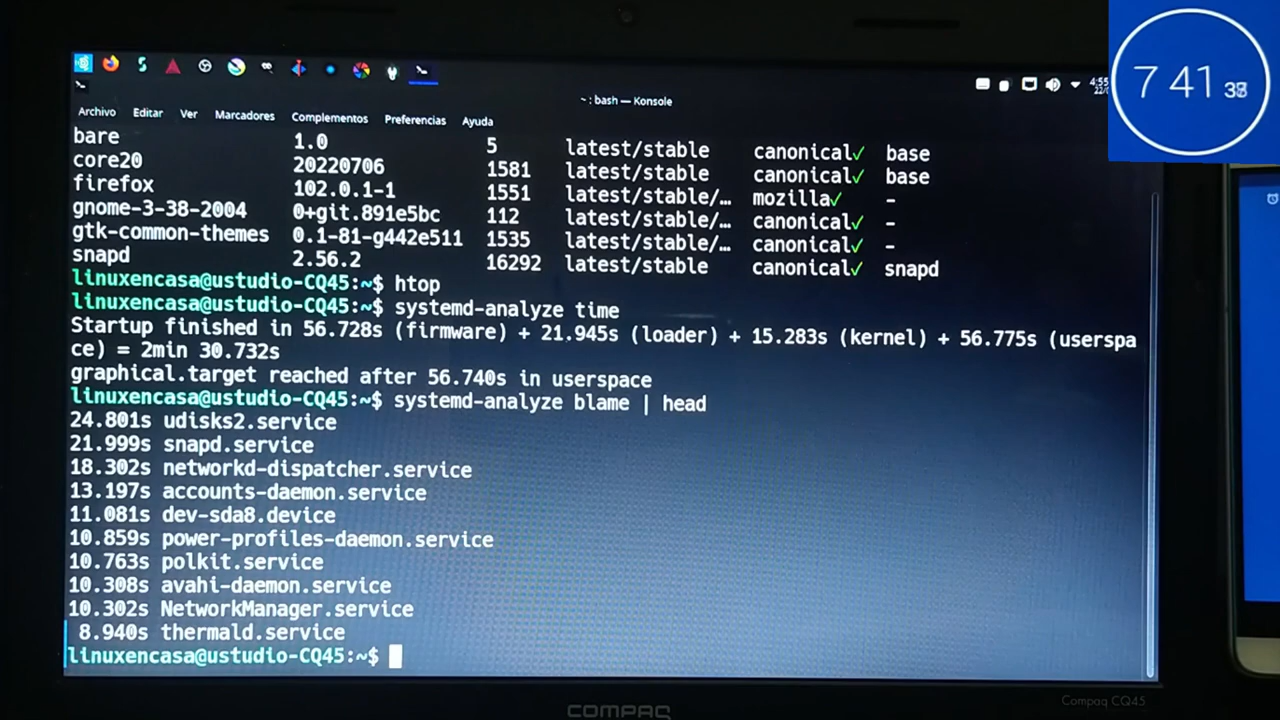 4:55
22/0
7 41 38
~ : bash — Konsole
Archivo Editar Ver Marcadores Complementos Preferencias Ayuda
bare 1.0 5 latest/stable canonical✓ base
core20 20220706 1581 latest/stable canonical✓ base
firefox 102.0.1-1 1551 latest/stable/… mozilla✓ -
gnome-3-38-2004 0+git.891e5bc 112 latest/stable/… canonical✓ -
gtk-common-themes 0.1-81-g442e511 1535 latest/stable/… canonical✓ -
snapd 2.56.2 16292 latest/stable canonical✓ snapd
linuxencasa@ustudio-CQ45:~$ htop
linuxencasa@ustudio-CQ45:~$ systemd-analyze time
Startup finished in 56.728s (firmware) + 21.945s (loader) + 15.283s (kernel) + 56.775s (userspa
ce) = 2min 30.732s
graphical.target reached after 56.740s in userspace
linuxencasa@ustudio-CQ45:~$ systemd-analyze blame | head
24.801s udisks2.service
21.999s snapd.service
18.302s networkd-dispatcher.service
13.197s accounts-daemon.service
11.081s dev-sda8.device
10.859s power-profiles-daemon.service
10.763s polkit.service
10.308s avahi-daemon.service
10.302s NetworkManager.service
8.940s thermald.service
linuxencasa@ustudio-CQ45:~$
Compaq CQ45
COMPAQ